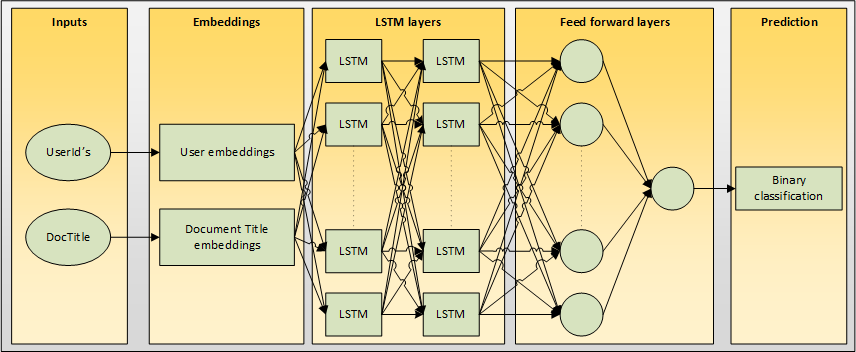 Inputs
Embeddings
LSTM layers
Feed forward layers
Prediction
LSTM
LSTM
LSTM
LSTM
UserId's
User embeddings
Binary
classification
DocTitle
Document Title
embeddings
LSTM
LSTM
LSTM
LSTM